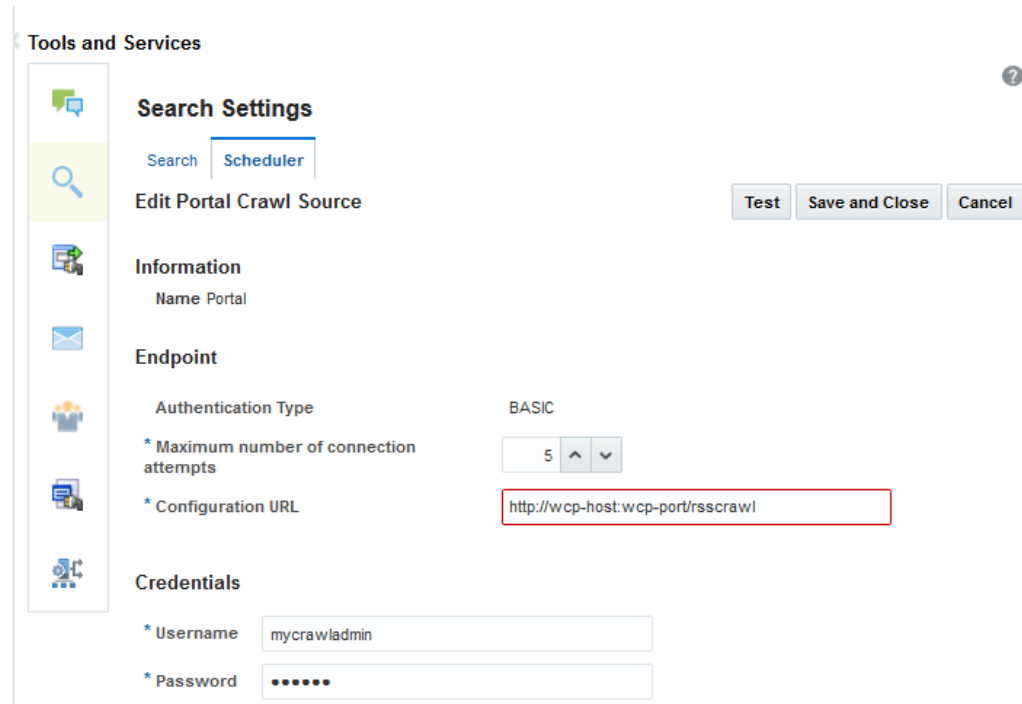 Tools and Services
?
Search Settings
Search Scheduler
Edit Portal Crawl Source Test Save and Close Cancel
Information
Name Portal
Endpoint
Authentication Type BASIC
* Maximum number of connection
attempts 5
* Configuration URL http://wcp-host:wcp-port/rsscrawl
Credentials
* Username mycrawladmin
* Password ••••••